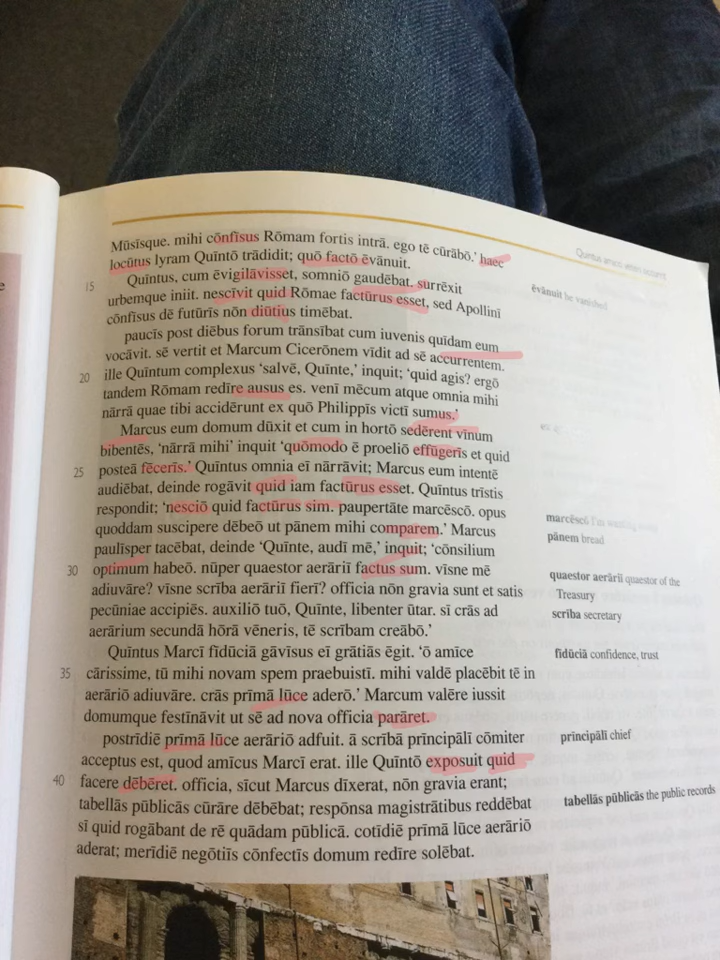 Quīntus amīcō veterī occurrit
Mūsīsque. mihi cōnfīsus Rōmam fortis intrā. ego tē cūrābō.' haec
locūtus lyram Quīntō trādidit; quō factō ēvānuit.
15 Quīntus, cum ēvigilāvisset, somniō gaudēbat. surrēxit
ēvānuit he vanished
urbemque iniit. nescīvit quid Rōmae factūrus esset, sed Apollinī
cōnfīsus dē futūrīs nōn diūtius timēbat.
paucīs post diēbus forum trānsībat cum iuvenis quīdam eum
vocāvit. sē vertit et Marcum Cicerōnem vīdit ad sē accurrentem.
20 ille Quīntum complexus 'salvē, Quīnte,' inquit; 'quid agis? ergō
tandem Rōmam redīre ausus es. venī mēcum atque omnia mihi
nārrā quae tibi accidērunt ex quō Philippīs victī sumus.'
Marcus eum domum dūxit et cum in hortō sedērent vīnum
bibentēs, 'nārrā mihi' inquit 'quōmodo ē proeliō effūgerīs et quid
25 posteā fēcerīs.' Quīntus omnia eī nārrāvit; Marcus eum intentē
audiēbat, deinde rogāvit quid iam factūrus esset. Quīntus trīstis
respondit; 'nesciō quid factūrus sim. paupertāte marcēscō. opus
marcēscō I'm wasting away
quoddam suscipere dēbeō ut pānem mihi comparem.' Marcus
pānem bread
paulīsper tacēbat, deinde 'Quīnte, audī mē,' inquit; 'cōnsilium
30 optimum habeō. nūper quaestor aerāriī factus sum. vīsne mē
quaestor aerāriī quaestor of the
Treasury
adiuvāre? vīsne scrība aerāriī fierī? officia nōn gravia sunt et satis
scrība secretary
pecūniae accipiēs. auxiliō tuō, Quīnte, libenter ūtar. sī crās ad
aerārium secundā hōrā vēneris, tē scrībam creābō.'
Quīntus Marcī fīdūciā gāvīsus eī grātiās ēgit. 'ō amīce
fīdūciā confidence, trust
35 cārissime, tū mihi novam spem praebuistī. mihi valdē placēbit tē in
aerāriō adiuvāre. crās prīmā lūce aderō.' Marcum valēre iussit
domumque festīnāvit ut sē ad nova officia parāret.
postrīdiē prīmā lūce aerāriō adfuit. ā scrībā prīncipālī cōmiter
prīncipālī chief
acceptus est, quod amīcus Marcī erat. ille Quīntō exposuit quid
40 facere dēbēret. officia, sīcut Marcus dīxerat, nōn gravia erant;
tabellās pūblicās cūrāre dēbēbat; respōnsa magistrātibus reddēbat
tabellās pūblicās the public records
sī quid rogābant dē rē quādam pūblicā. cotīdiē prīmā lūce aerāriō
aderat; merīdiē negōtiīs cōnfectīs domum redīre solēbat.